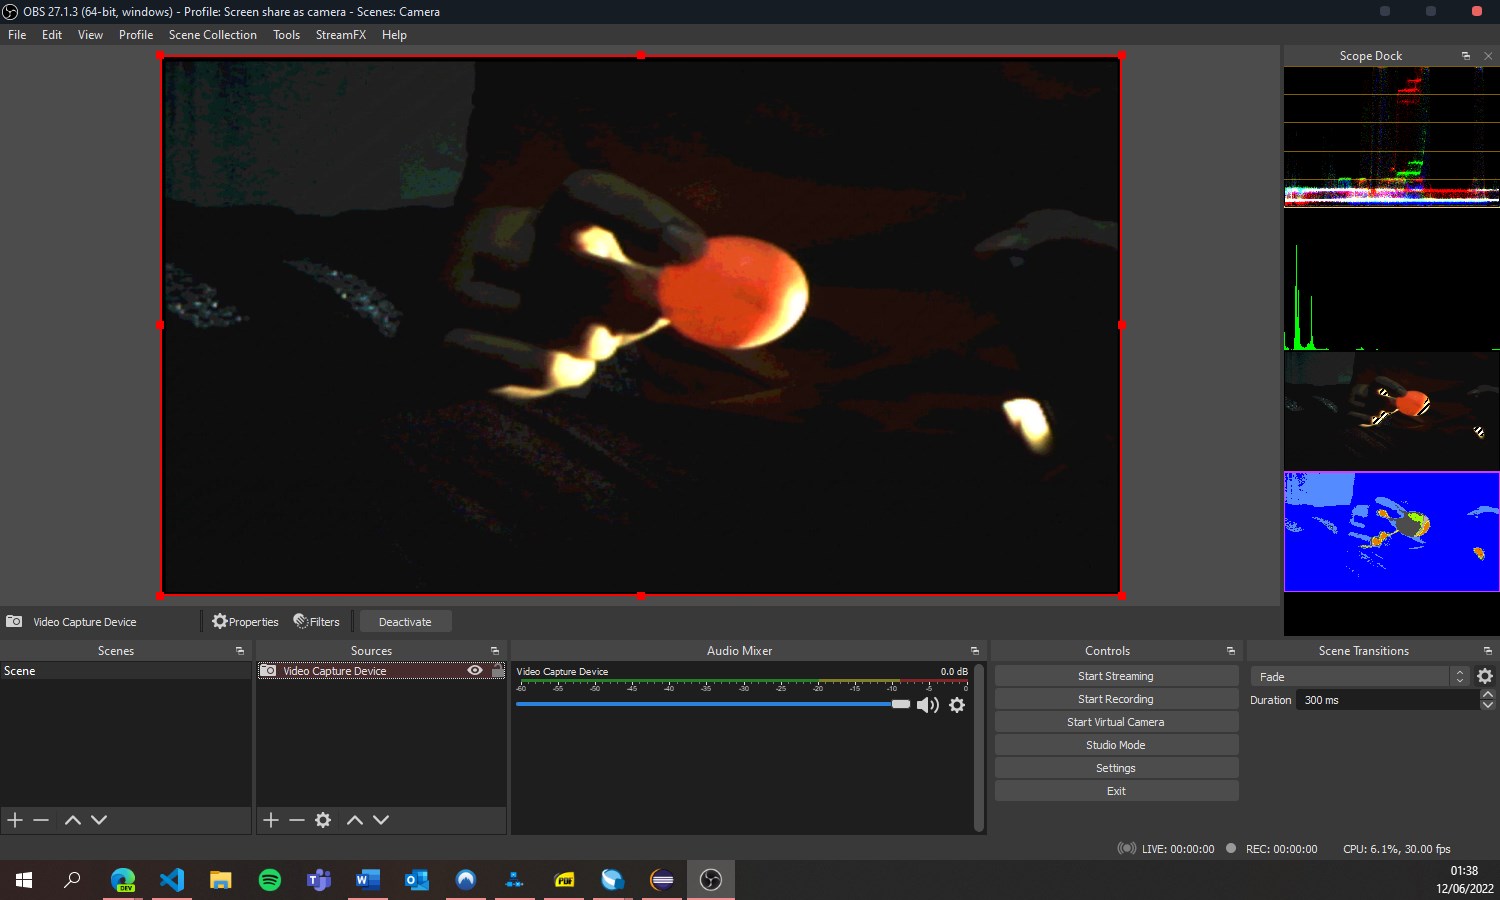 OBS 27.1.3 (64-bit, windows) - Profile: Screen share as camera - Scenes: Camera
File Edit View Profile Scene Collection Tools StreamFX Help
Scope Dock
Video Capture Device Properties Filters Deactivate
Scenes
Scene
Sources
Video Capture Device
Audio Mixer
Video Capture Device 0.0 dB
-60 -55 -50 -45 -40 -35 -30 -25 -20 -15 -10 -5 0
Controls
Start Streaming
Start Recording
Start Virtual Camera
Studio Mode
Settings
Exit
Scene Transitions
Fade
Duration 300 ms
LIVE: 00:00:00 REC: 00:00:00 CPU: 6.1%, 30.00 fps
DEV
PDF
01:38
12/06/2022